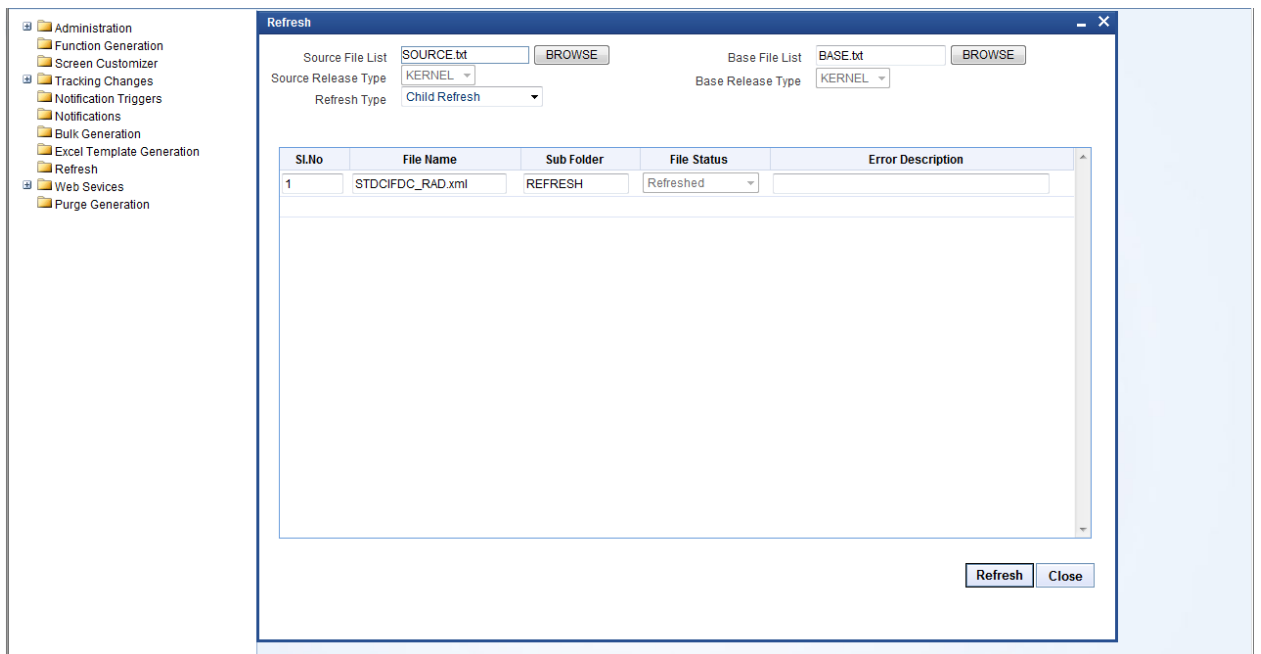 Administration
Function Generation
Screen Customizer
Tracking Changes
Notification Triggers
Notifications
Bulk Generation
Excel Template Generation
Refresh
Web Sevices
Purge Generation
Refresh
Source File List SOURCE.txt BROWSE Base File List BASE.txt BROWSE
Source Release Type KERNEL Base Release Type KERNEL
Refresh Type Child Refresh
Sl.No File Name Sub Folder File Status Error Description
1 STDCIFDC_RAD.xml REFRESH Refreshed
Refresh Close